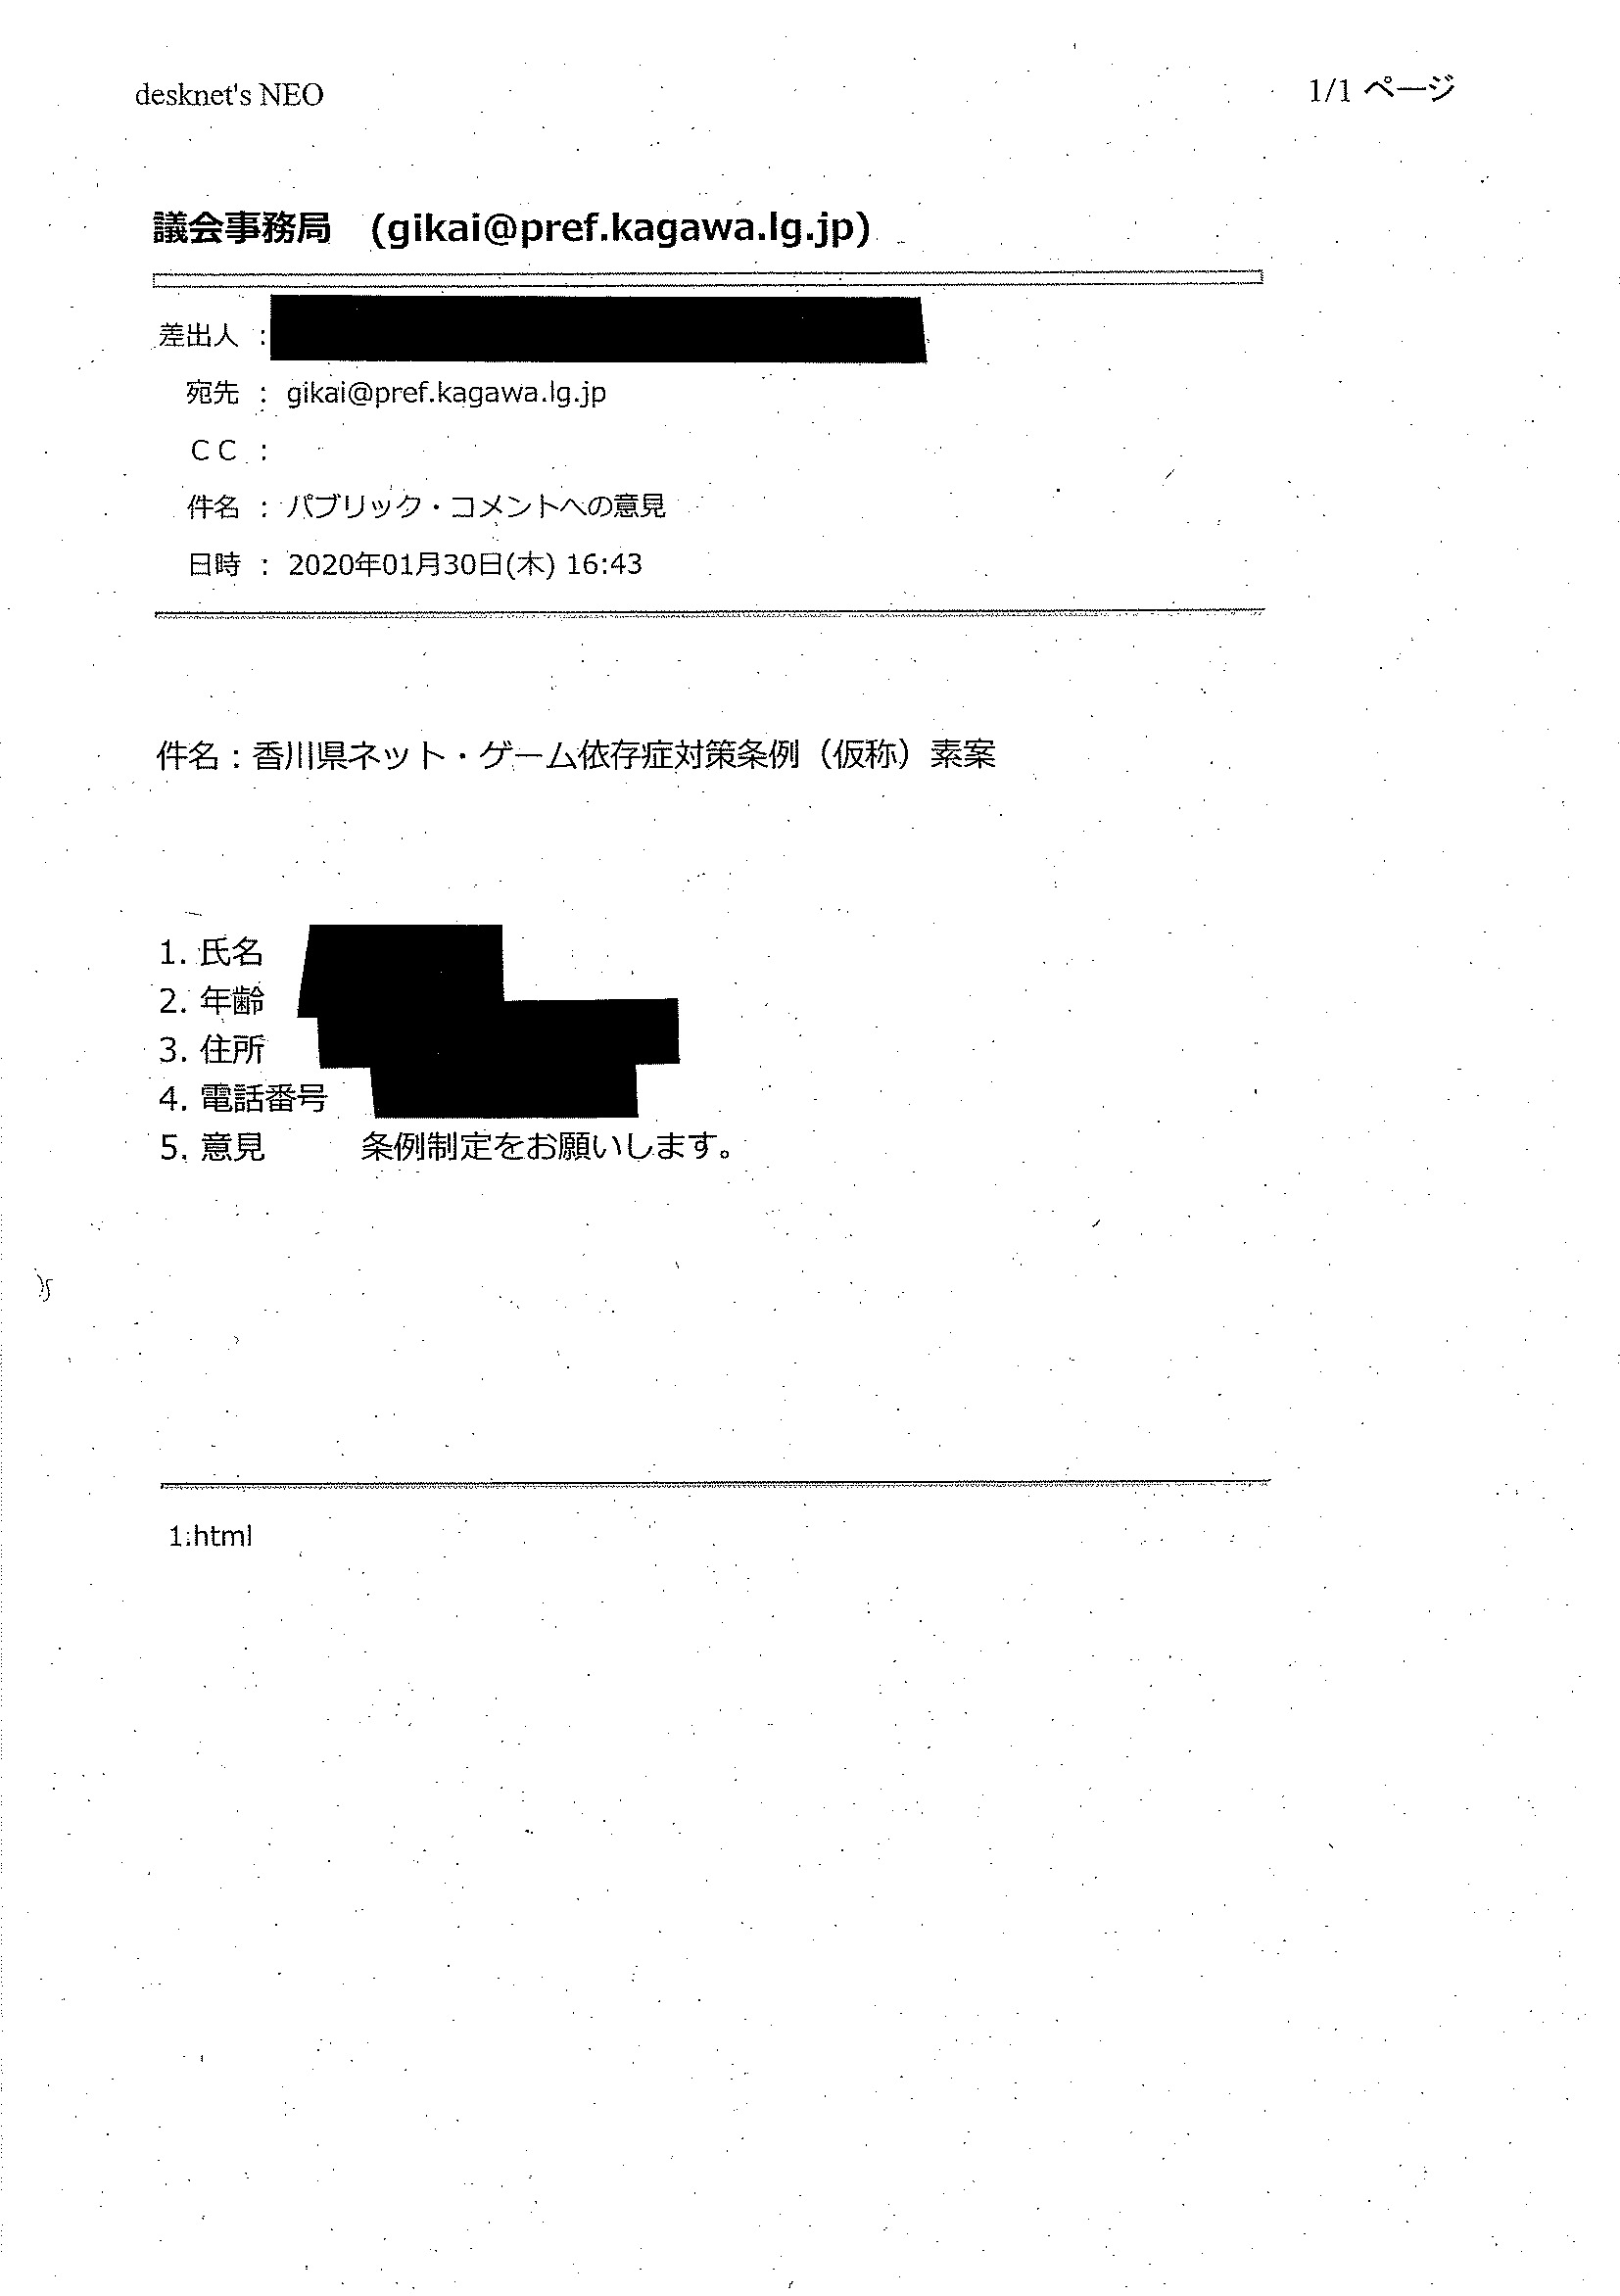 desknet's NEO
1/1 ページ
議会事務局 (gikai@pref.kagawa.lg.jp)
差出人 :
宛先 : gikai@pref.kagawa.lg.jp
ＣＣ :
件名 : パブリック・コメントへの意見
日時 : 2020年01月30日(木) 16:43
件名：香川県ネット・ゲーム依存症対策条例（仮称）素案
1. 氏名
2. 年齢
3. 住所
4. 電話番号
5. 意見 条例制定をお願いします。
1:html